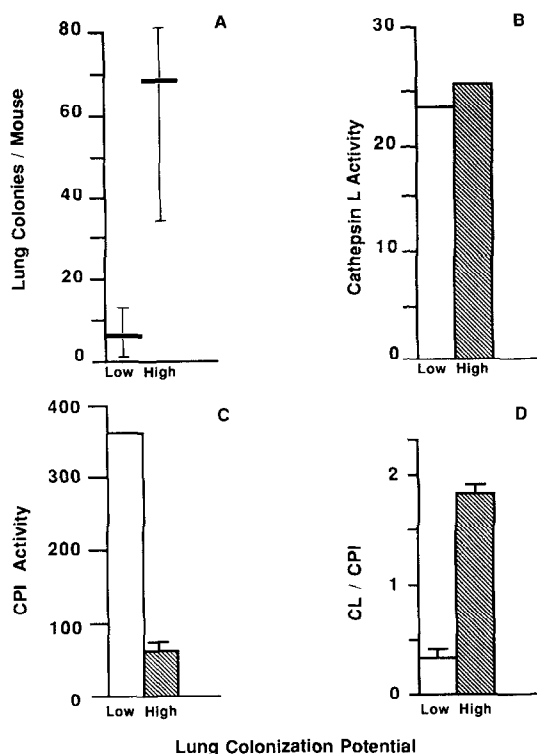 A
Lung Colonies / Mouse
80
60
40
20
0
Low High
B
Cathepsin L Activity
30
20
10
0
Low High
C
CPI Activity
400
300
200
100
0
Low High
D
CL / CPI
2
1
0
Low High
Lung Colonization Potential